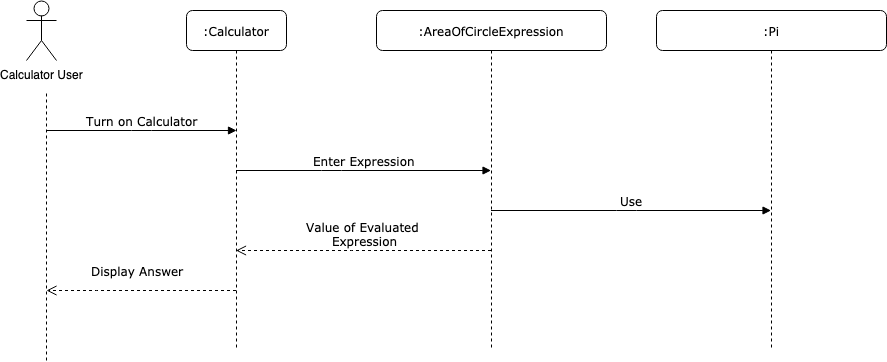 :Calculator
:AreaOfCircleExpression
:Pi
Calculator User
Turn on Calculator
Enter Expression
Use
Value of Evaluated
Expression
Display Answer